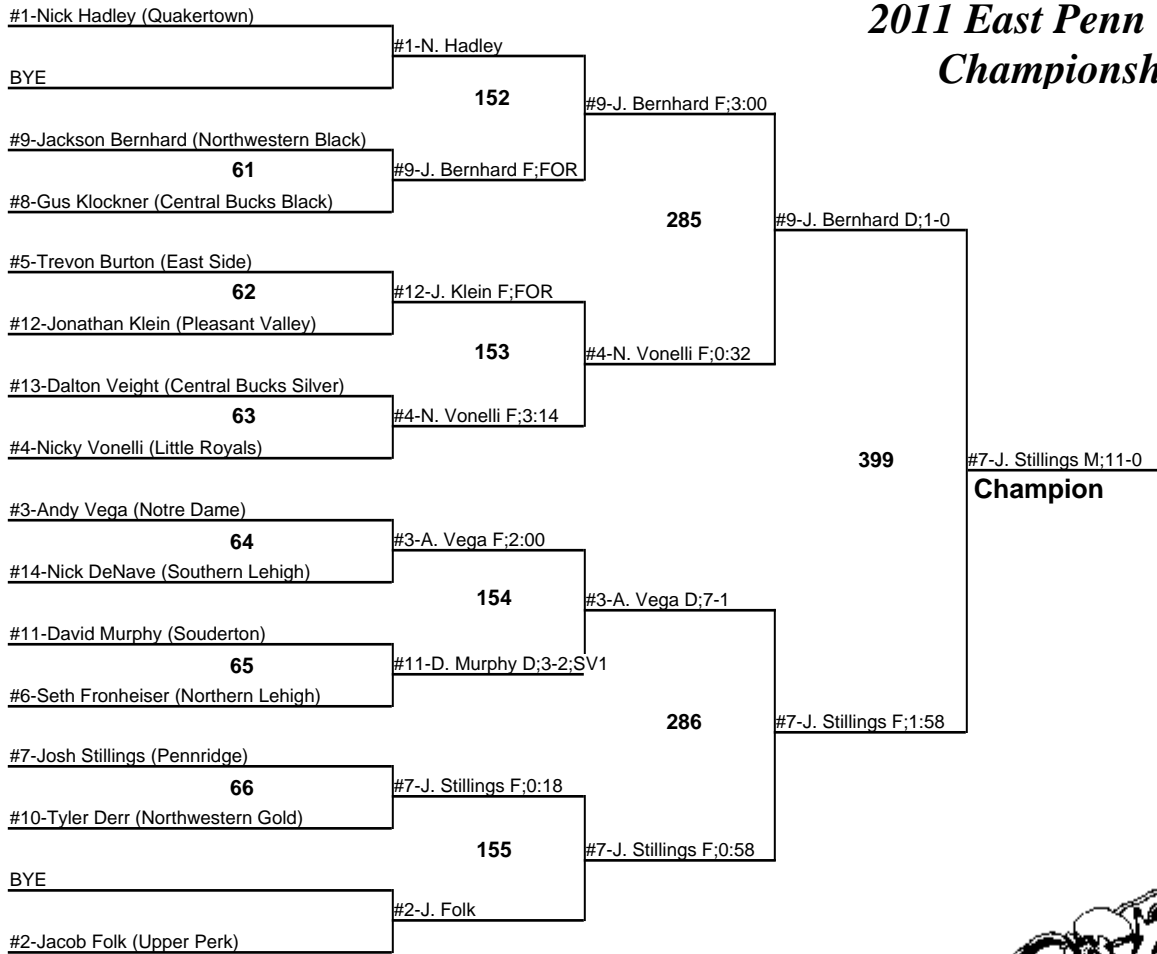 2011 East Penn
Championsh
#1-Nick Hadley (Quakertown)
#1-N. Hadley
BYE
152
#9-J. Bernhard F;3:00
#9-Jackson Bernhard (Northwestern Black)
61
#9-J. Bernhard F;FOR
#8-Gus Klockner (Central Bucks Black)
285
#9-J. Bernhard D;1-0
#5-Trevon Burton (East Side)
62
#12-J. Klein F;FOR
#12-Jonathan Klein (Pleasant Valley)
153
#4-N. Vonelli F;0:32
#13-Dalton Veight (Central Bucks Silver)
63
#4-N. Vonelli F;3:14
#4-Nicky Vonelli (Little Royals)
399
#7-J. Stillings M;11-0
Champion
#3-Andy Vega (Notre Dame)
64
#3-A. Vega F;2:00
#14-Nick DeNave (Southern Lehigh)
154
#3-A. Vega D;7-1
#11-David Murphy (Souderton)
65
#11-D. Murphy D;3-2;SV1
#6-Seth Fronheiser (Northern Lehigh)
286
#7-J. Stillings F;1:58
#7-Josh Stillings (Pennridge)
66
#7-J. Stillings F;0:18
#10-Tyler Derr (Northwestern Gold)
155
#7-J. Stillings F;0:58
BYE
#2-J. Folk
#2-Jacob Folk (Upper Perk)